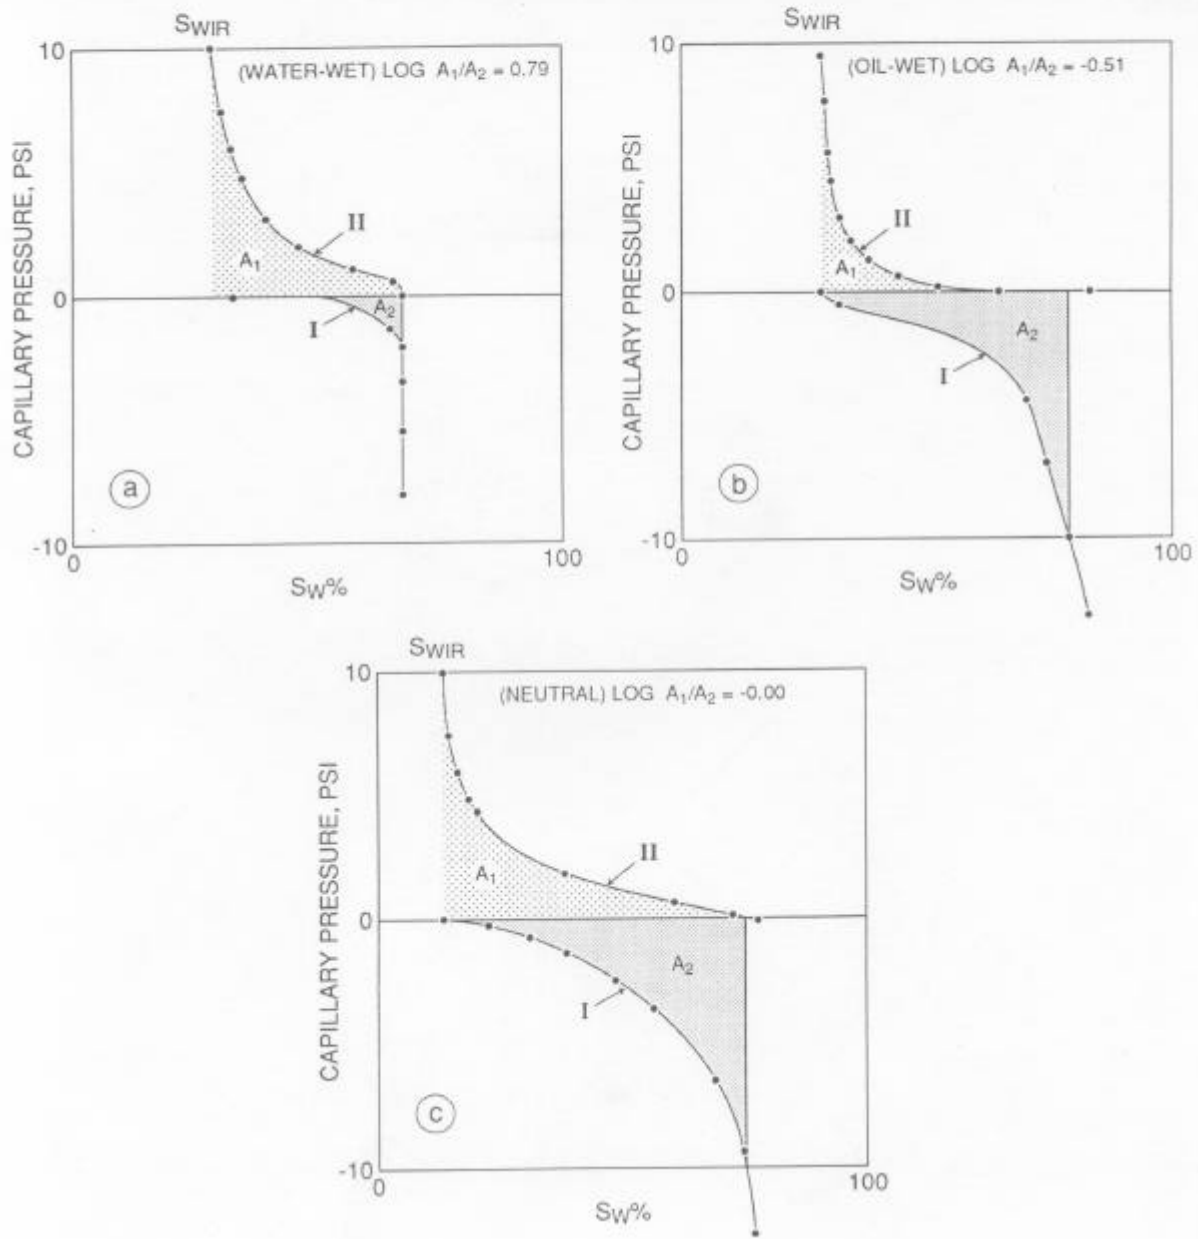 SWIR
10
(WATER-WET) LOG A1/A2 = 0.79
CAPILLARY PRESSURE, PSI
II
A1
0
A2
I
a
-10
0
100
SW%
SWIR
10
(OIL-WET) LOG A1/A2 = -0.51
CAPILLARY PRESSURE, PSI
II
A1
0
A2
I
b
-10
0
100
SW%
SWIR
10
(NEUTRAL) LOG A1/A2 = -0.00
CAPILLARY PRESSURE, PSI
II
A1
0
A2
I
c
-10
0
100
SW%